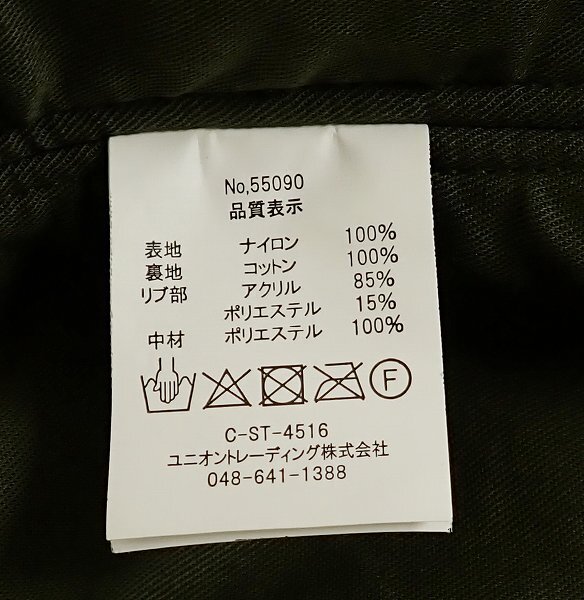 No,55090
品質表示
表地 ナイロン 100%
裏地 コットン 100%
リブ部 アクリル 85%
ポリエステル 15%
中材 ポリエステル 100%
F
C-ST-4516
ユニオントレーディング株式会社
048-641-1388